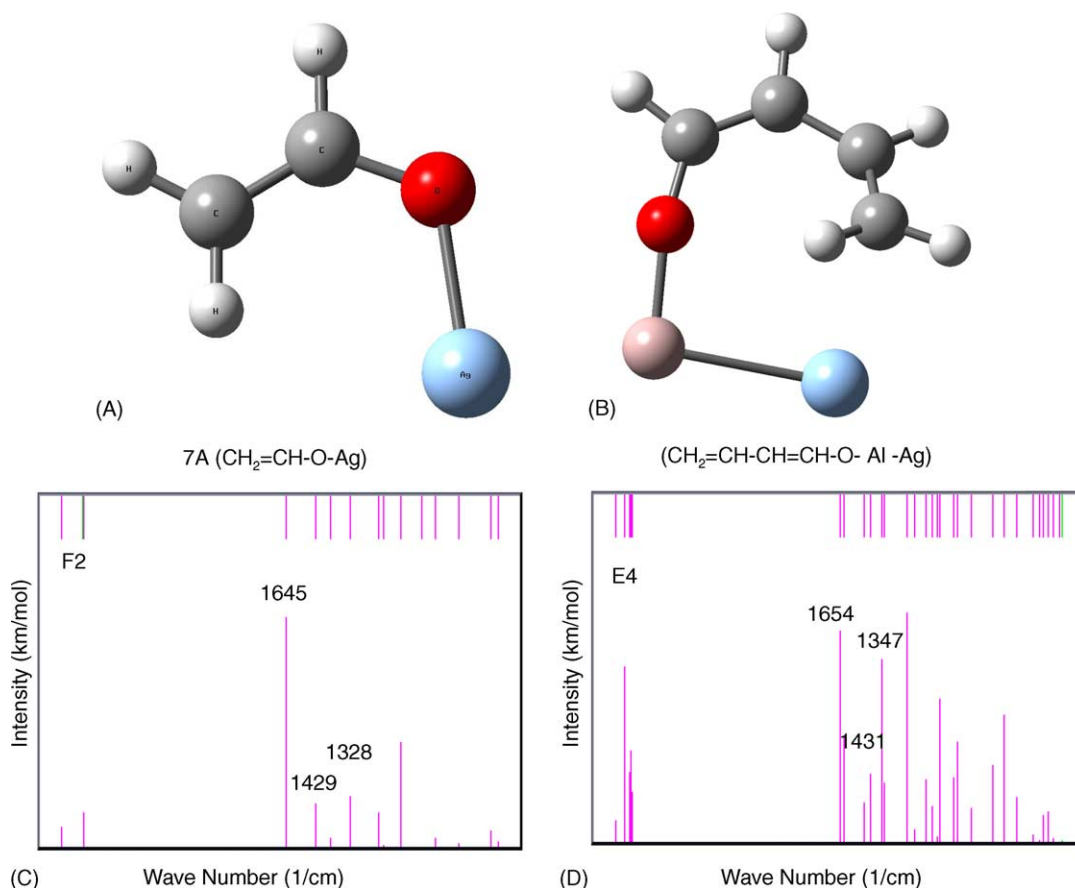 H
H
C
O
C
H
Ag
(A)
(B)
7A (CH₂=CH-O-Ag)
(CH₂=CH-CH=CH-O- Al -Ag)
F2
1645
1328
1429
Intensity (km/mol)
(C)
Wave Number (1/cm)
E4
1654
1347
1431
Intensity (km/mol)
(D)
Wave Number (1/cm)